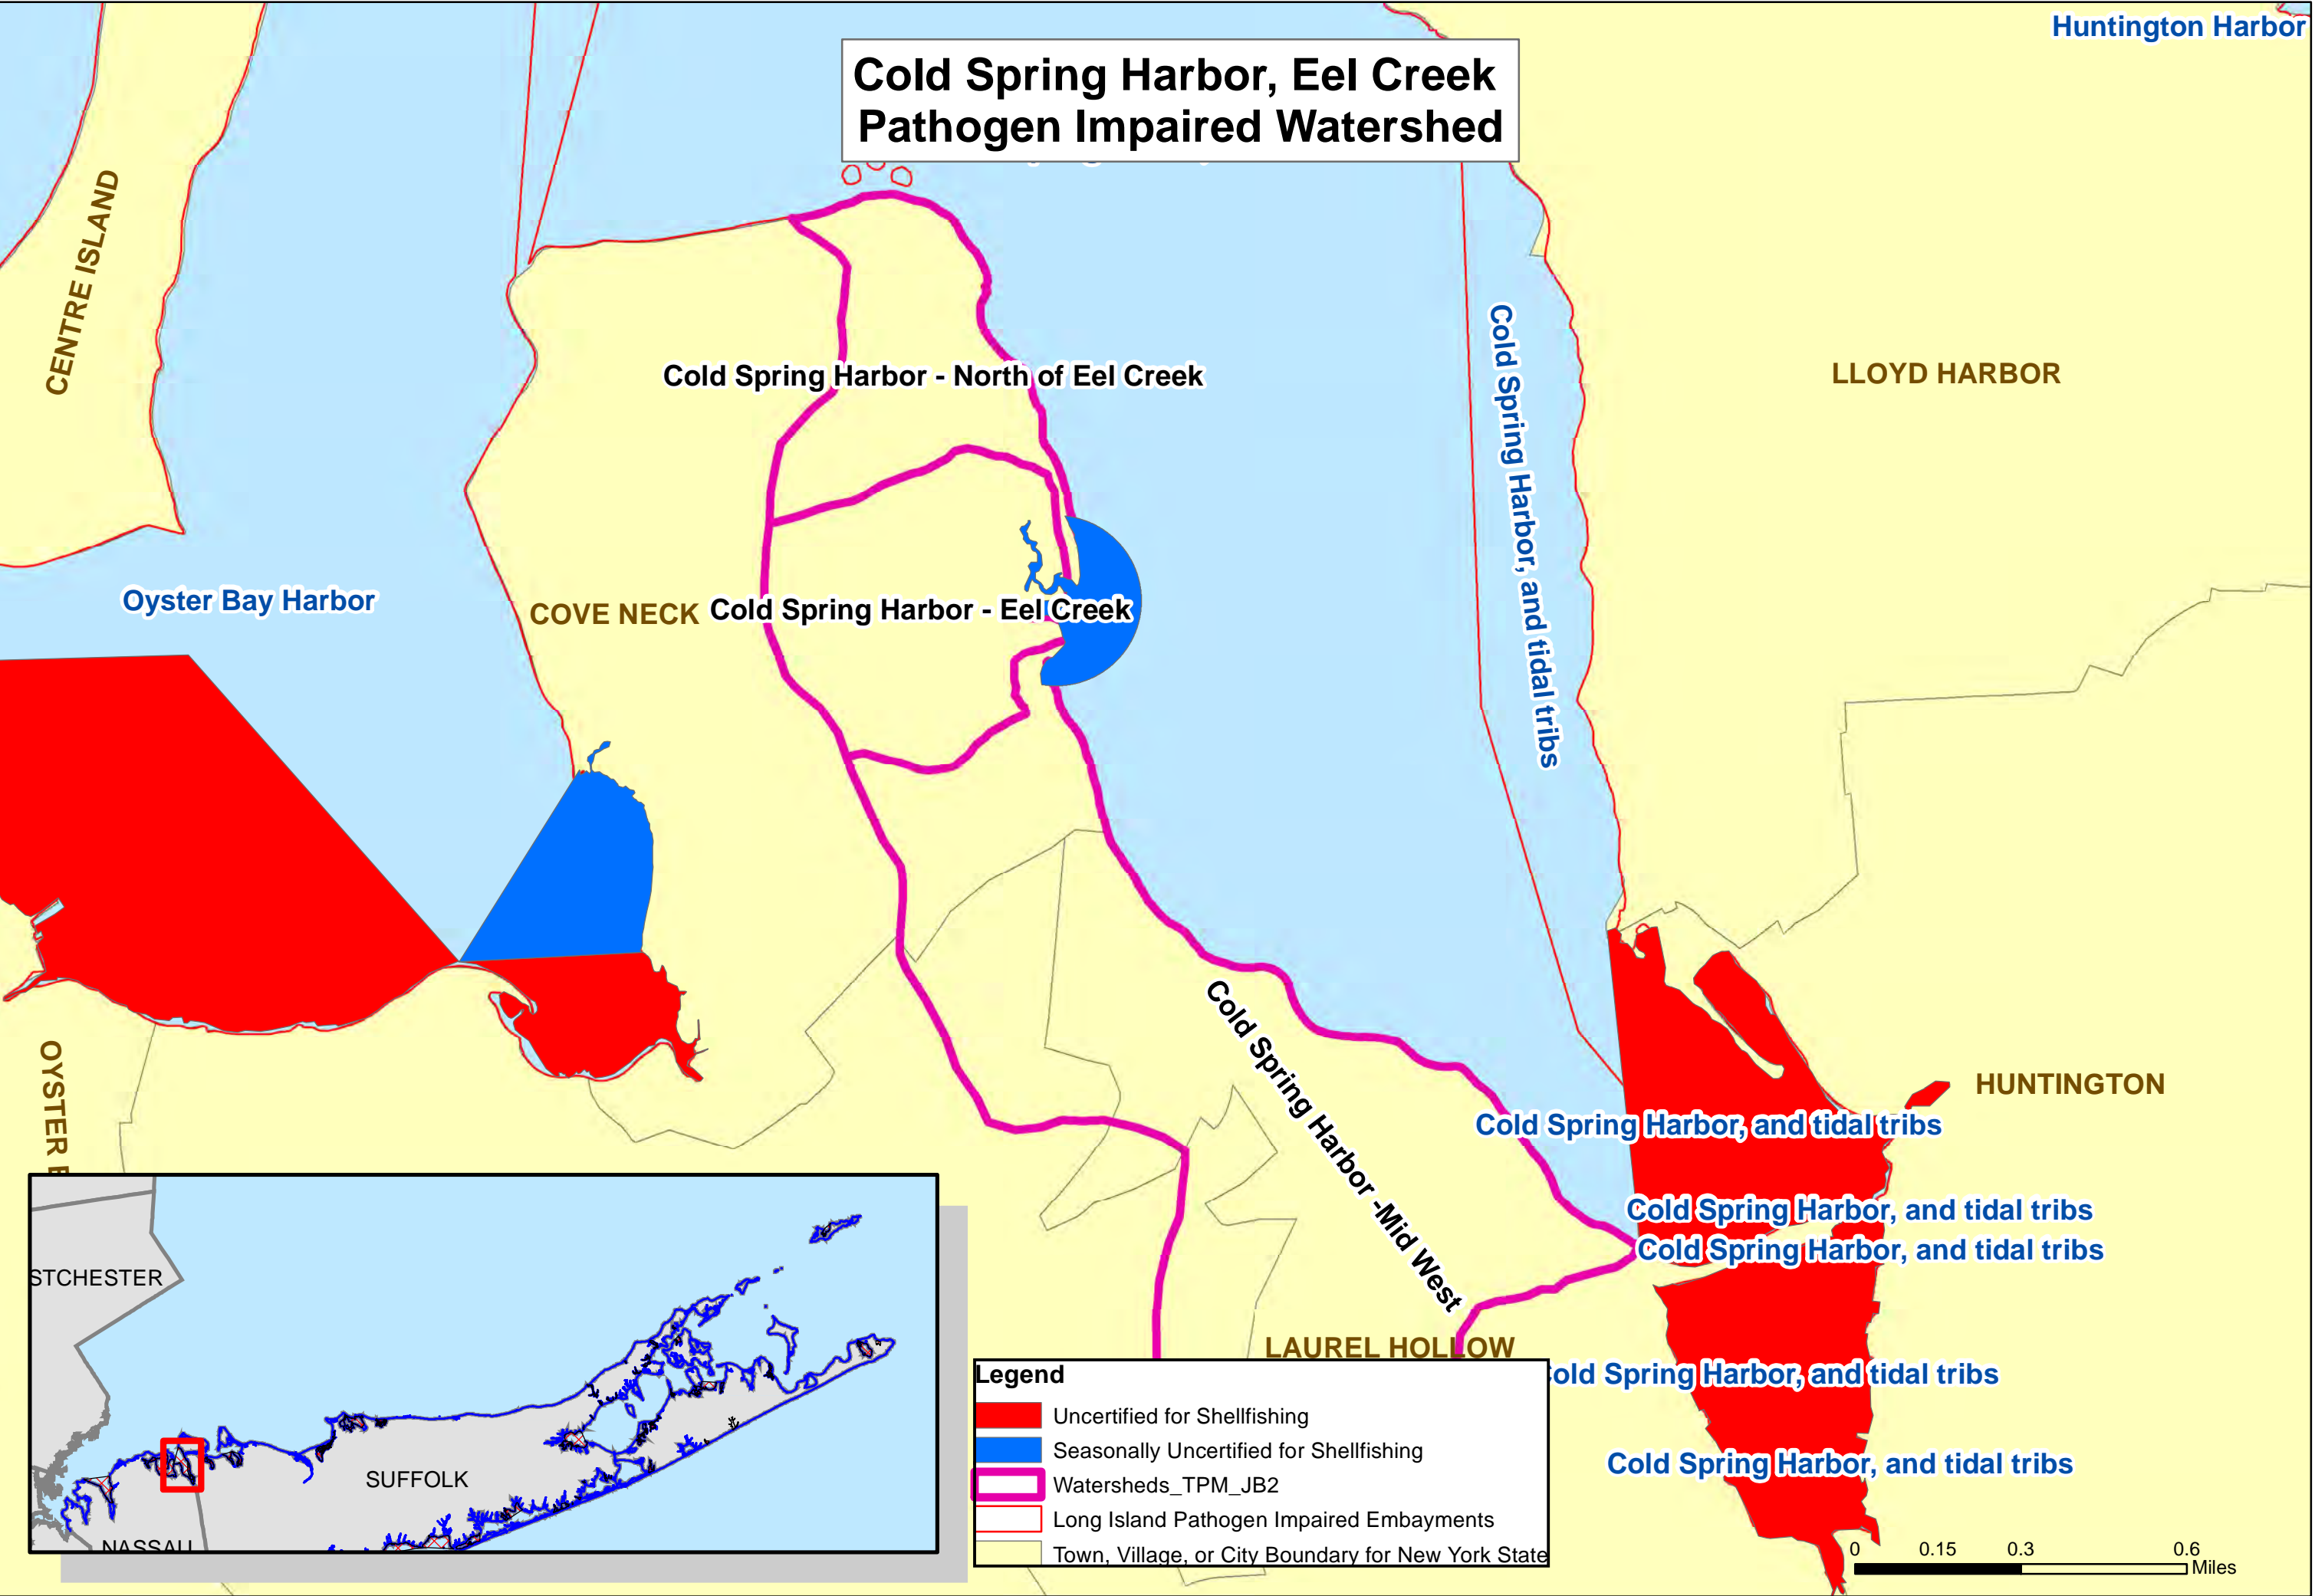 Huntington Harbor
Cold Spring Harbor, Eel Creek
Pathogen Impaired Watershed
CENTRE ISLAND
Cold Spring Harbor - North of Eel Creek
Cold Spring Harbor, and tidal tribs
LLOYD HARBOR
Oyster Bay Harbor
COVE NECK
Cold Spring Harbor - Eel Creek
OYSTER
Cold Spring Harbor -Mid West
HUNTINGTON
Cold Spring Harbor, and tidal tribs
Cold Spring Harbor, and tidal tribs
Cold Spring Harbor, and tidal tribs
LAUREL HOLLOW
old Spring Harbor, and tidal tribs
Cold Spring Harbor, and tidal tribs
STCHESTER
SUFFOLK
NASSAU
Legend
Uncertified for Shellfishing
Seasonally Uncertified for Shellfishing
Watersheds_TPM_JB2
Long Island Pathogen Impaired Embayments
Town, Village, or City Boundary for New York State
0 0.15 0.3 0.6
Miles